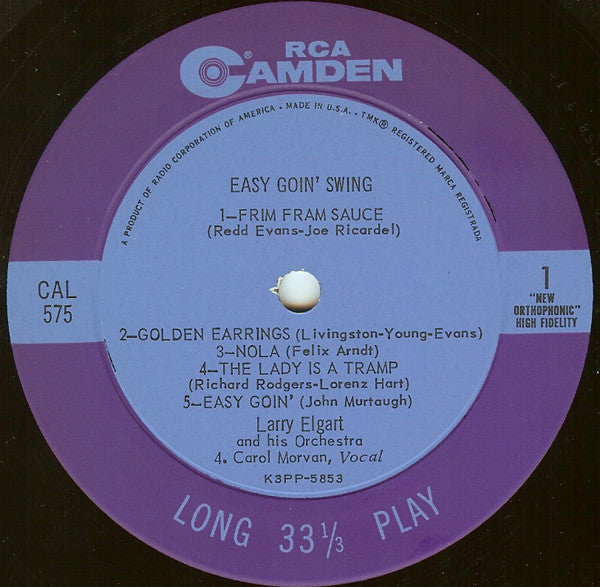 RCA
CAMDEN®
A PRODUCT OF RADIO CORPORATION OF AMERICA • MADE IN U.S.A. • TMK® REGISTERED MARCA REGISTRADA
EASY GOIN' SWING
1—FRIM FRAM SAUCE
(Redd Evans-Joe Ricardel)
CAL
575
1
"NEW
ORTHOPHONIC"
HIGH FIDELITY
2—GOLDEN EARRINGS (Livingston-Young-Evans)
3—NOLA (Felix Arndt)
4—THE LADY IS A TRAMP
(Richard Rodgers-Lorenz Hart)
5—EASY GOIN' (John Murtaugh)
Larry Elgart
and his Orchestra
4. Carol Morvan, Vocal
K3PP-5853
LONG 33⅓ PLAY